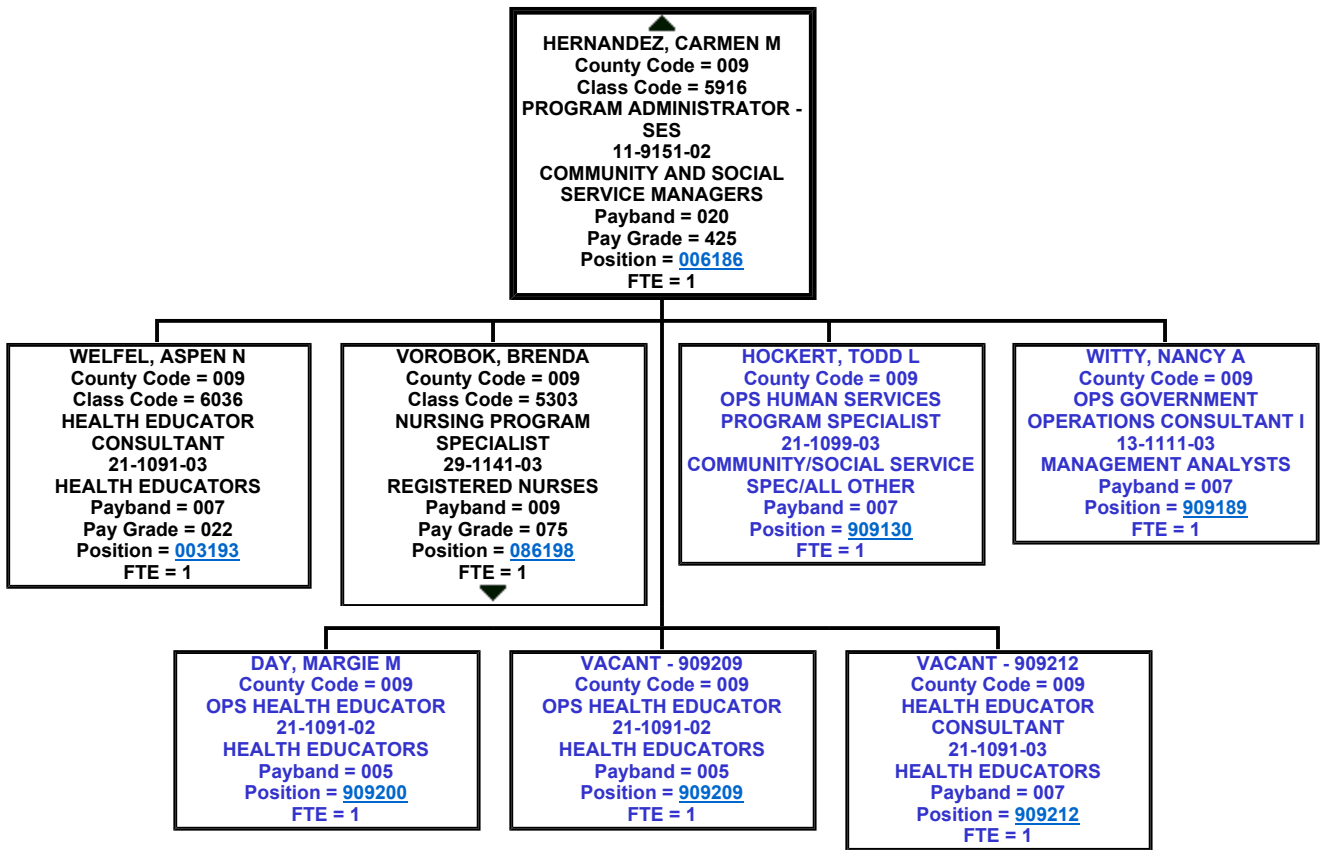 HERNANDEZ, CARMEN M
County Code = 009
Class Code = 5916
PROGRAM ADMINISTRATOR -
SES
11-9151-02
COMMUNITY AND SOCIAL
SERVICE MANAGERS
Payband = 020
Pay Grade = 425
Position = 006186
FTE = 1
WELFEL, ASPEN N
County Code = 009
Class Code = 6036
HEALTH EDUCATOR
CONSULTANT
21-1091-03
HEALTH EDUCATORS
Payband = 007
Pay Grade = 022
Position = 003193
FTE = 1
VOROBOK, BRENDA
County Code = 009
Class Code = 5303
NURSING PROGRAM
SPECIALIST
29-1141-03
REGISTERED NURSES
Payband = 009
Pay Grade = 075
Position = 086198
FTE = 1
HOCKERT, TODD L
County Code = 009
OPS HUMAN SERVICES
PROGRAM SPECIALIST
21-1099-03
COMMUNITY/SOCIAL SERVICE
SPEC/ALL OTHER
Payband = 007
Position = 909130
FTE = 1
WITTY, NANCY A
County Code = 009
OPS GOVERNMENT
OPERATIONS CONSULTANT I
13-1111-03
MANAGEMENT ANALYSTS
Payband = 007
Position = 909189
FTE = 1
DAY, MARGIE M
County Code = 009
OPS HEALTH EDUCATOR
21-1091-02
HEALTH EDUCATORS
Payband = 005
Position = 909200
FTE = 1
VACANT - 909209
County Code = 009
OPS HEALTH EDUCATOR
21-1091-02
HEALTH EDUCATORS
Payband = 005
Position = 909209
FTE = 1
VACANT - 909212
County Code = 009
HEALTH EDUCATOR
CONSULTANT
21-1091-03
HEALTH EDUCATORS
Payband = 007
Position = 909212
FTE = 1